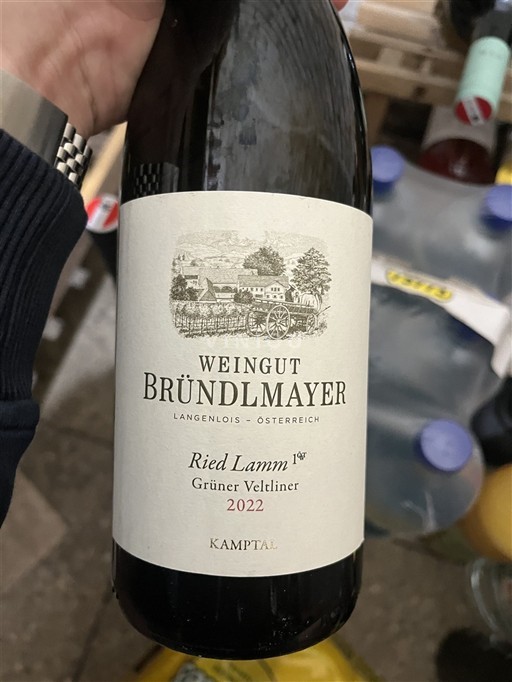 WEINGUT
BRÜNDLMAYER
LANGENLOIS – ÖSTERREICH
Ried Lamm 1ÖTW
Grüner Veltliner
2022
KAMPTAL